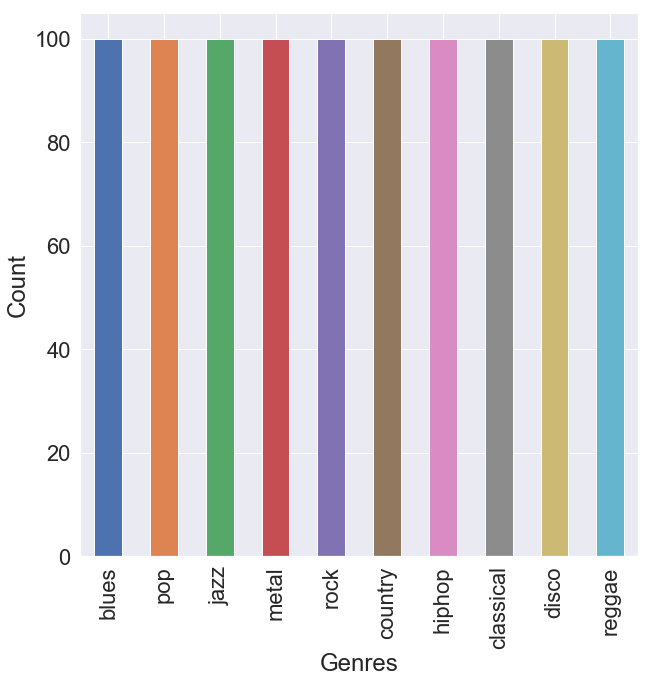 100
80
60
40
20
0
Count
blues
pop
jazz
metal
rock
country
hiphop
classical
disco
reggae
Genres